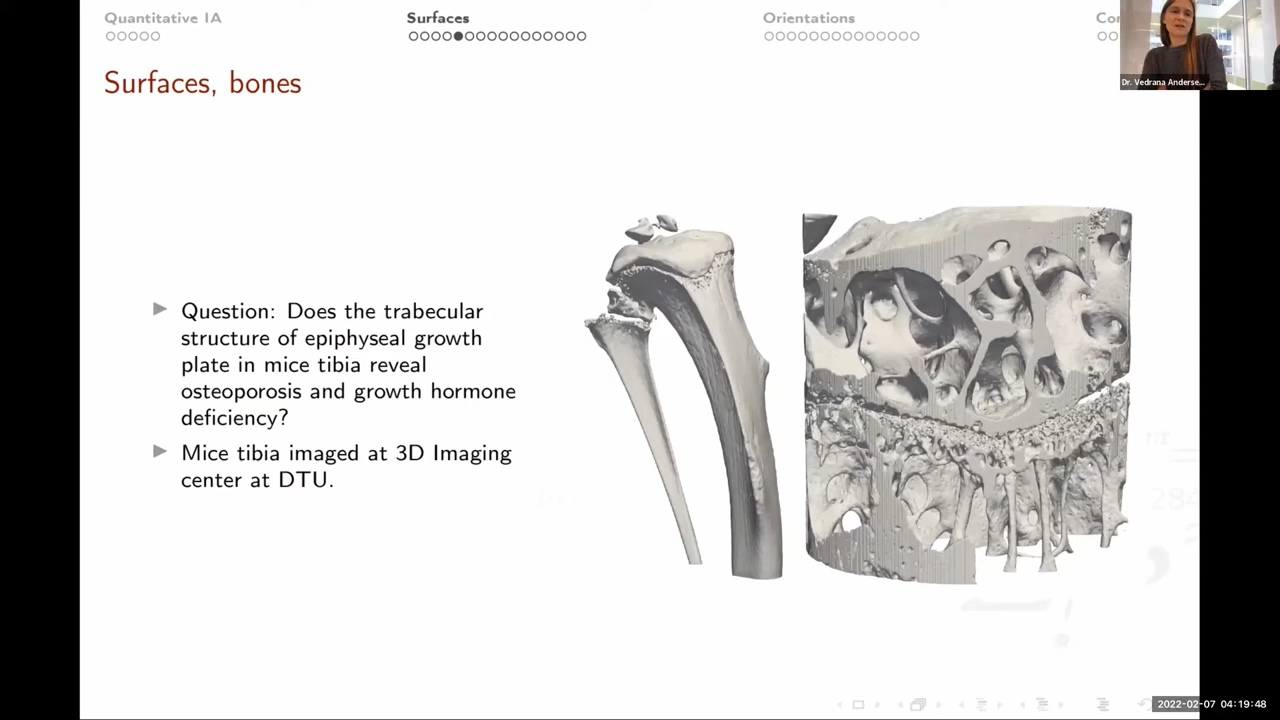 Quantitative IA
Surfaces
Orientations
Dr. Vedrana Anderse...
Surfaces, bones
Question: Does the trabecular
structure of epiphyseal growth
plate in mice tibia reveal
osteoporosis and growth hormone
deficiency?
Mice tibia imaged at 3D Imaging
center at DTU.
2022-02-07 04:19:48